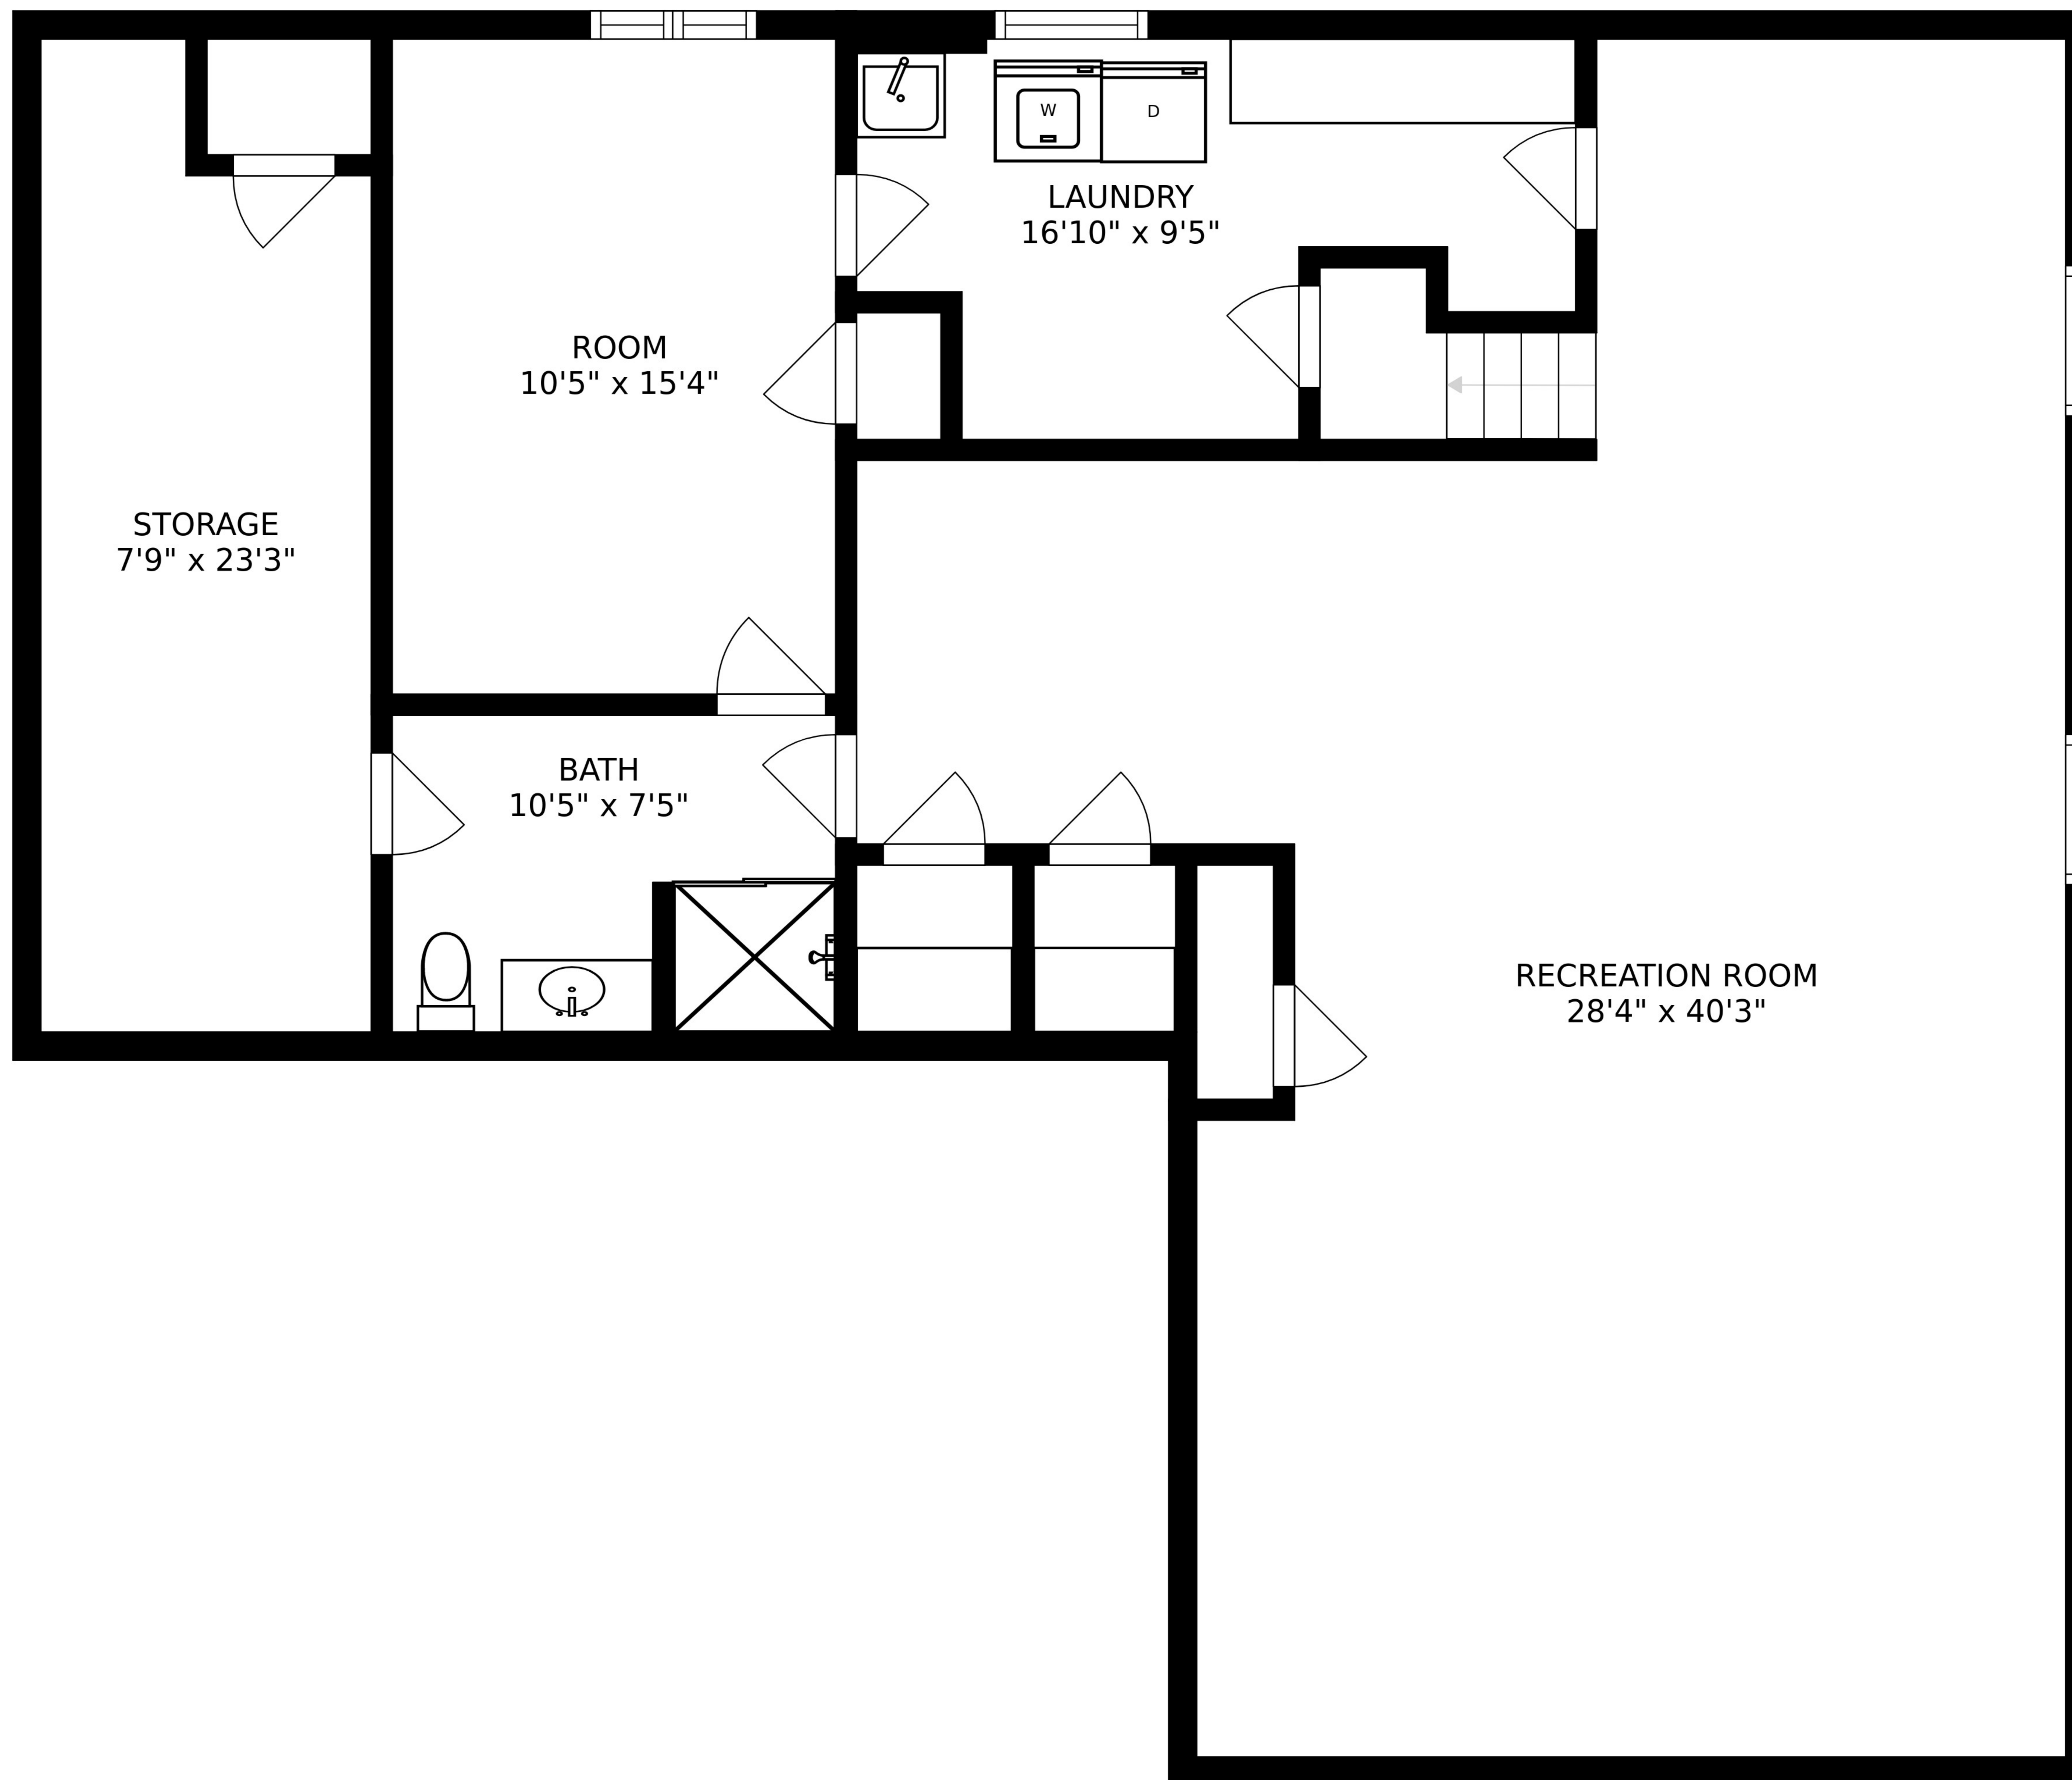 W
D
LAUNDRY
16'10" x 9'5"
ROOM
10'5" x 15'4"
STORAGE
7'9" x 23'3"
BATH
10'5" x 7'5"
RECREATION ROOM
28'4" x 40'3"